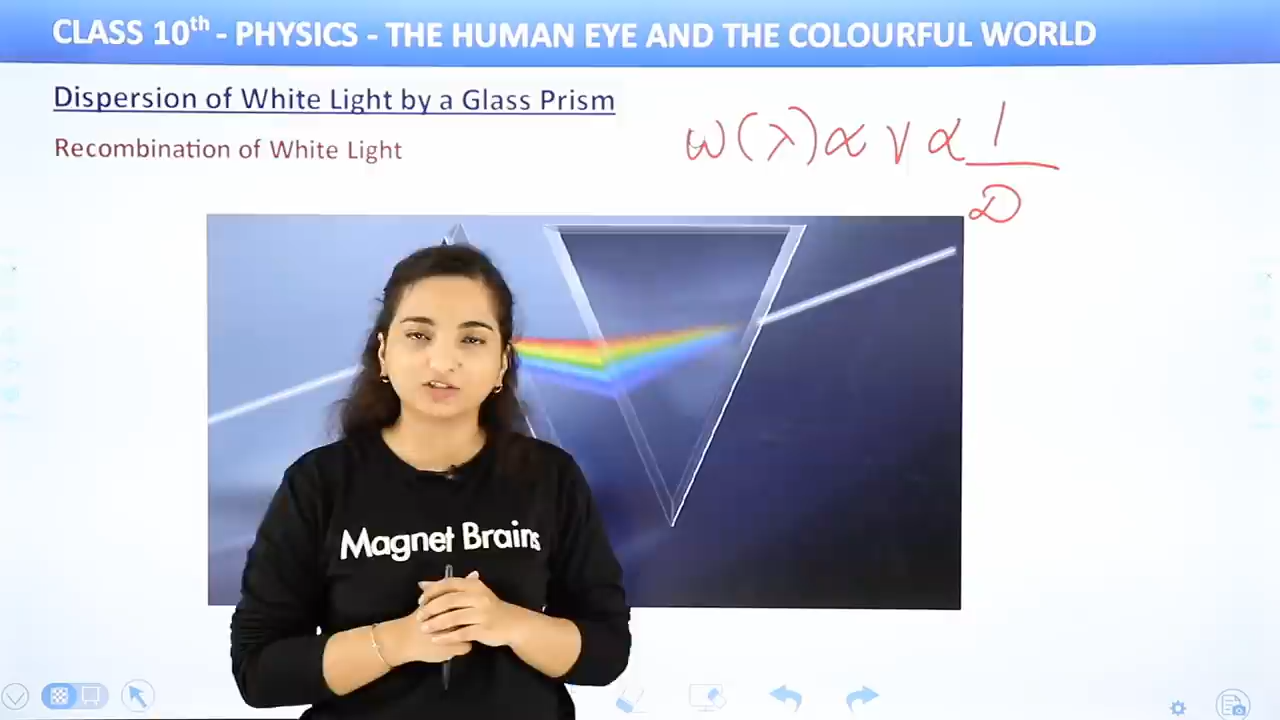 CLASS 10th - PHYSICS - THE HUMAN EYE AND THE COLOURFUL WORLD
Dispersion of White Light by a Glass Prism
Recombination of White Light
ω(λ) α V α 1
D
Magnet Brains